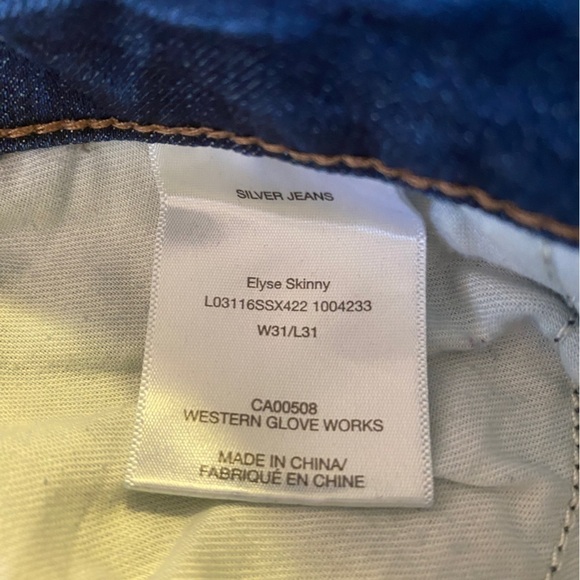 SILVER JEANS
Elyse Skinny
L03116SSX422 1004233
W31/L31
CA00508
WESTERN GLOVE WORKS
MADE IN CHINA/
FABRIQUÉ EN CHINE